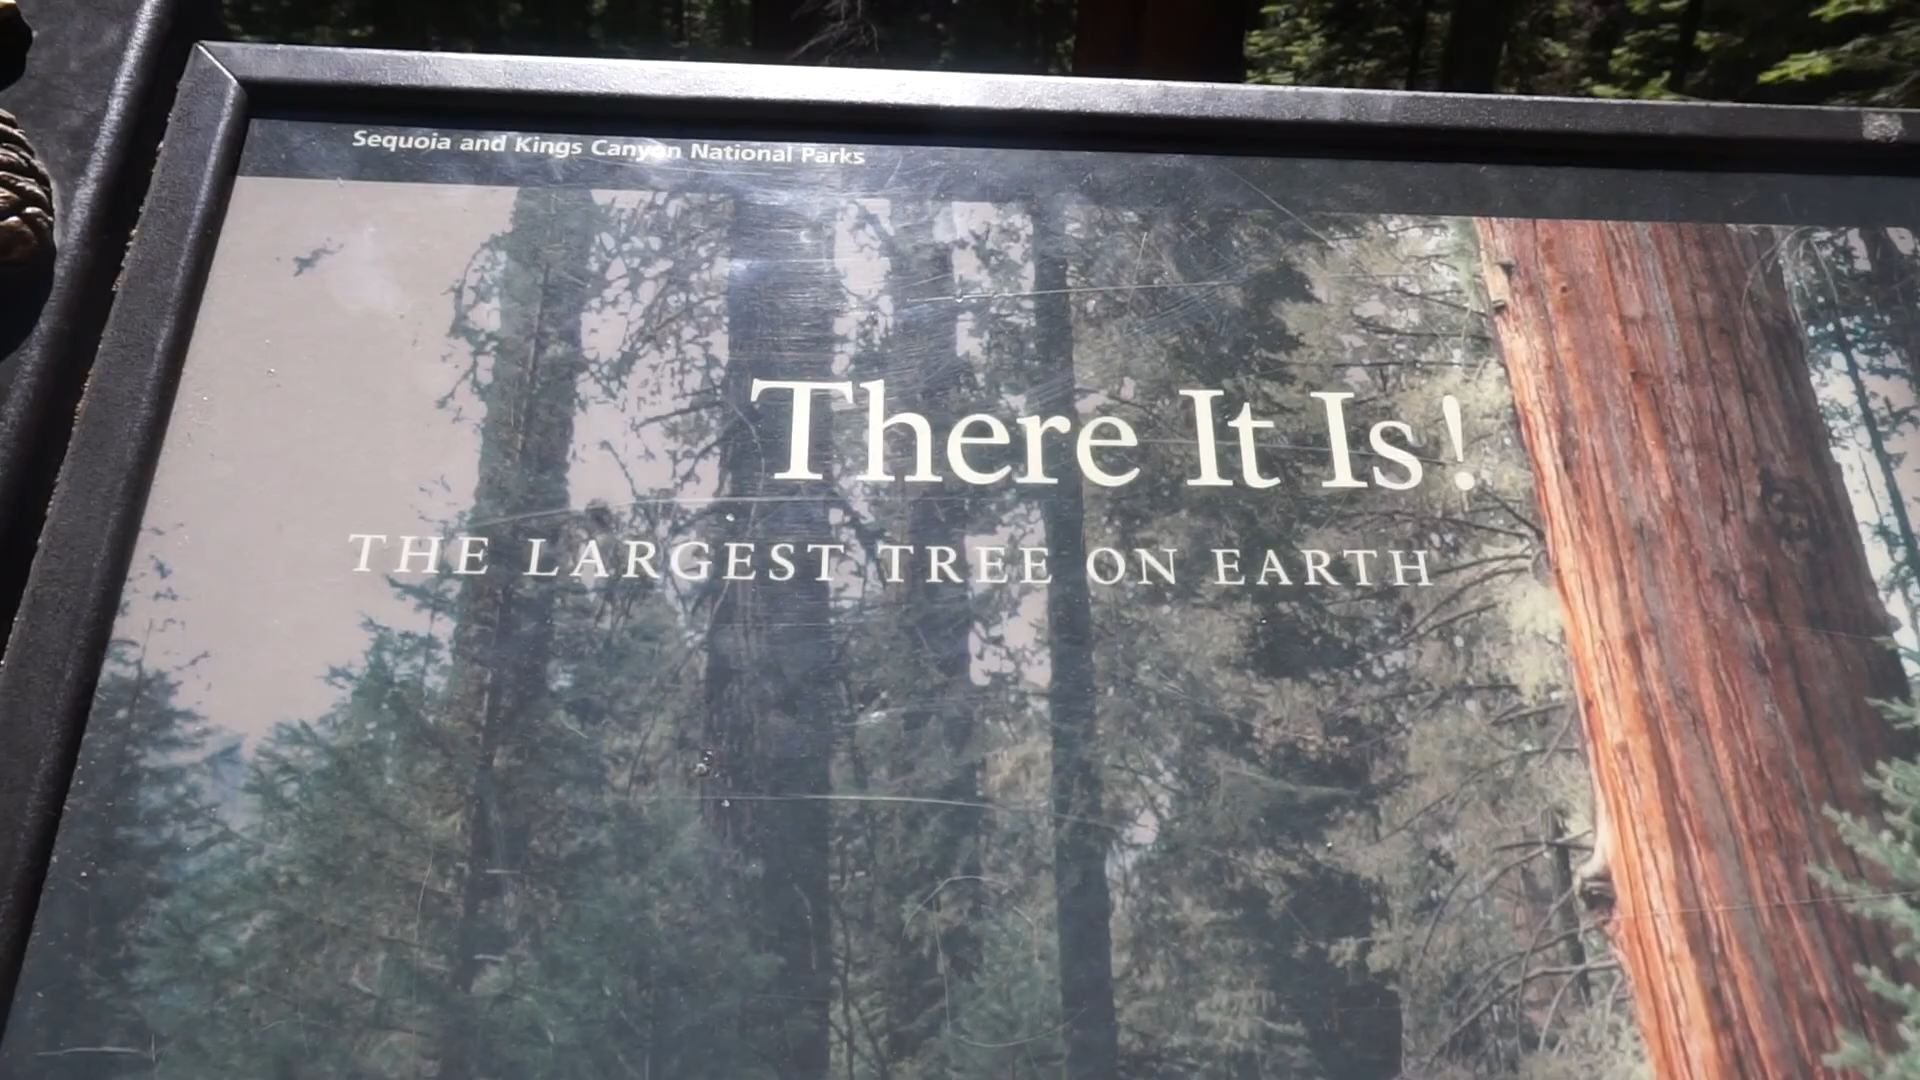 Sequoia and Kings Canyon National Parks
There It Is!
THE LARGEST TREE ON EARTH